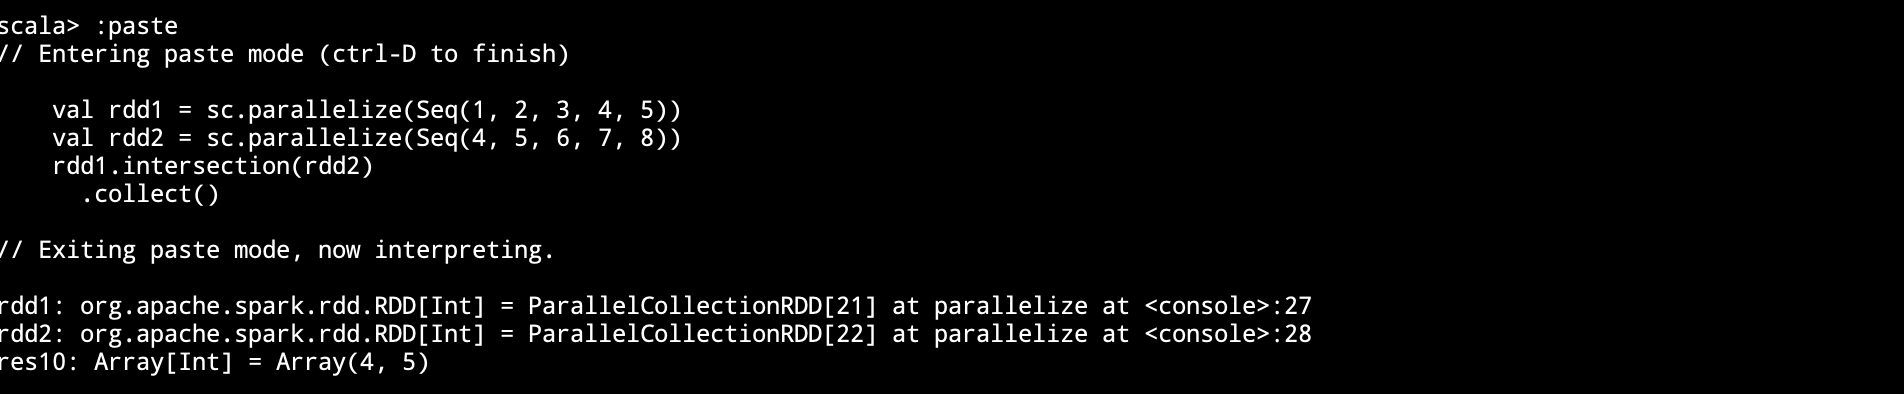 scala> :paste
// Entering paste mode (ctrl-D to finish)
val rdd1 = sc.parallelize(Seq(1, 2, 3, 4, 5))
val rdd2 = sc.parallelize(Seq(4, 5, 6, 7, 8))
rdd1.intersection(rdd2)
.collect()
// Exiting paste mode, now interpreting.
rdd1: org.apache.spark.rdd.RDD[Int] = ParallelCollectionRDD[21] at parallelize at <console>:27
rdd2: org.apache.spark.rdd.RDD[Int] = ParallelCollectionRDD[22] at parallelize at <console>:28
res10: Array[Int] = Array(4, 5)